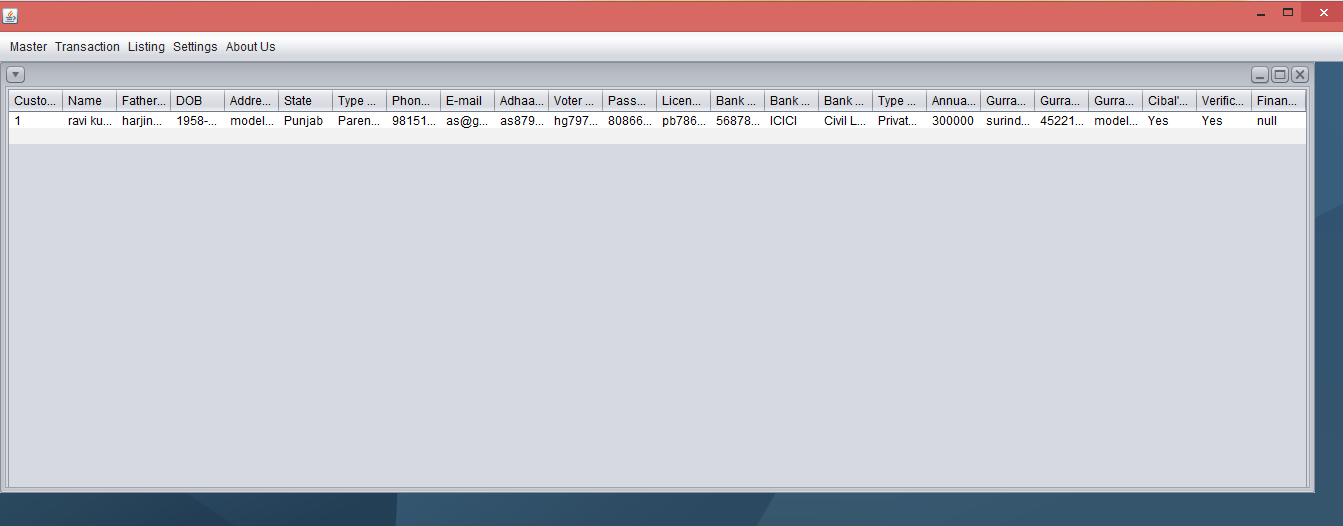 Master Transaction Listing Settings About Us
Custo... Name Father... DOB Addre... State Type ... Phon... E-mail Adhaa... Voter ... Pass... Licen... Bank ... Bank ... Bank ... Type ... Annua... Gurra... Gurra... Gurra... Cibal'... Verific... Finan...
1 ravi ku... harjin... 1958-... model... Punjab Paren... 98151... as@g... as879... hg797... 80866... pb786... 56878... ICICI Civil L... Privat... 300000 surind... 45221... model... Yes Yes null